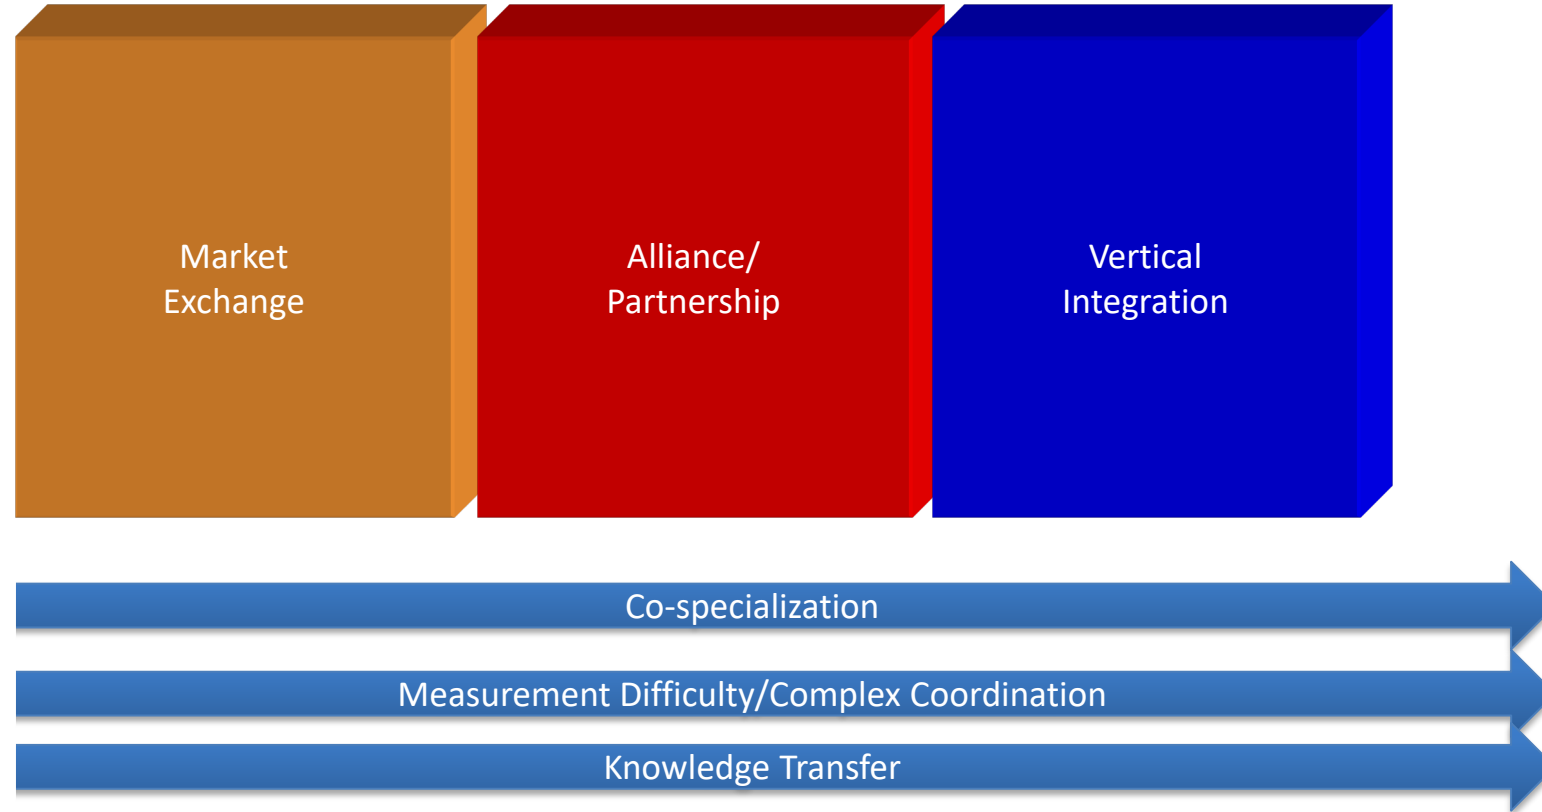 Market
Exchange
Alliance/
Partnership
Vertical
Integration
Co-specialization
Measurement Difficulty/Complex Coordination
Knowledge Transfer